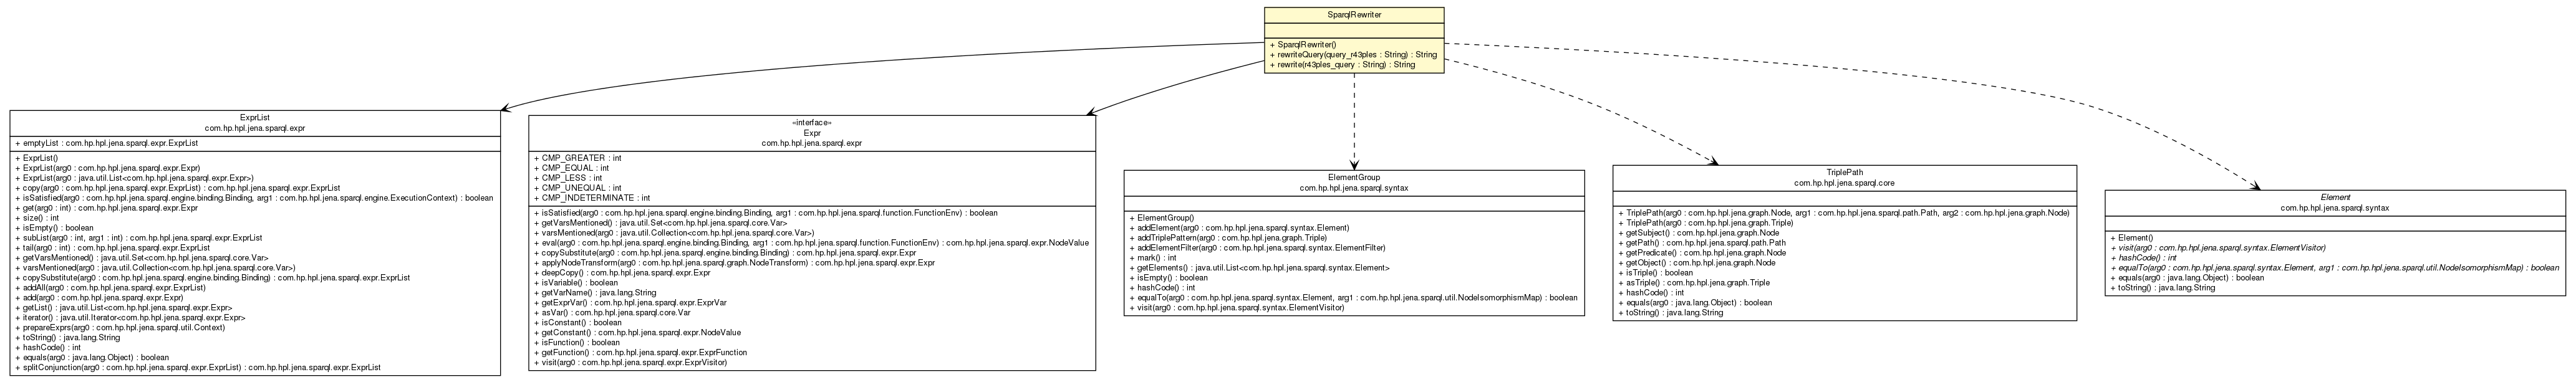 SparqlRewriter
+ SparqlRewriter()
+ rewriteQuery(query_r43ples : String) : String
+ rewrite(r43ples_query : String) : String
ExprList
com.hp.hpl.jena.sparql.expr
+ emptyList : com.hp.hpl.jena.sparql.expr.ExprList
+ ExprList()
+ ExprList(arg0 : com.hp.hpl.jena.sparql.expr.Expr)
+ ExprList(arg0 : java.util.List<com.hp.hpl.jena.sparql.expr.Expr>)
+ copy(arg0 : com.hp.hpl.jena.sparql.expr.ExprList) : com.hp.hpl.jena.sparql.expr.ExprList
+ isSatisfied(arg0 : com.hp.hpl.jena.sparql.engine.binding.Binding, arg1 : com.hp.hpl.jena.sparql.engine.ExecutionContext) : boolean
+ get(arg0 : int) : com.hp.hpl.jena.sparql.expr.Expr
+ size() : int
+ isEmpty() : boolean
+ subList(arg0 : int, arg1 : int) : com.hp.hpl.jena.sparql.expr.ExprList
+ tail(arg0 : int) : com.hp.hpl.jena.sparql.expr.ExprList
+ getVarsMentioned() : java.util.Set<com.hp.hpl.jena.sparql.core.Var>
+ varsMentioned(arg0 : java.util.Collection<com.hp.hpl.jena.sparql.core.Var>)
+ copySubstitute(arg0 : com.hp.hpl.jena.sparql.engine.binding.Binding) : com.hp.hpl.jena.sparql.expr.ExprList
+ addAll(arg0 : com.hp.hpl.jena.sparql.expr.ExprList)
+ add(arg0 : com.hp.hpl.jena.sparql.expr.Expr)
+ getList() : java.util.List<com.hp.hpl.jena.sparql.expr.Expr>
+ iterator() : java.util.Iterator<com.hp.hpl.jena.sparql.expr.Expr>
+ prepareExprs(arg0 : com.hp.hpl.jena.sparql.util.Context)
+ toString() : java.lang.String
+ hashCode() : int
+ equals(arg0 : java.lang.Object) : boolean
+ splitConjunction(arg0 : com.hp.hpl.jena.sparql.expr.ExprList) : com.hp.hpl.jena.sparql.expr.ExprList
«interface»
Expr
com.hp.hpl.jena.sparql.expr
+ CMP_GREATER : int
+ CMP_EQUAL : int
+ CMP_LESS : int
+ CMP_UNEQUAL : int
+ CMP_INDETERMINATE : int
+ isSatisfied(arg0 : com.hp.hpl.jena.sparql.engine.binding.Binding, arg1 : com.hp.hpl.jena.sparql.function.FunctionEnv) : boolean
+ getVarsMentioned() : java.util.Set<com.hp.hpl.jena.sparql.core.Var>
+ varsMentioned(arg0 : java.util.Collection<com.hp.hpl.jena.sparql.core.Var>)
+ eval(arg0 : com.hp.hpl.jena.sparql.engine.binding.Binding, arg1 : com.hp.hpl.jena.sparql.function.FunctionEnv) : com.hp.hpl.jena.sparql.expr.NodeValue
+ copySubstitute(arg0 : com.hp.hpl.jena.sparql.engine.binding.Binding) : com.hp.hpl.jena.sparql.expr.Expr
+ applyNodeTransform(arg0 : com.hp.hpl.jena.sparql.graph.NodeTransform) : com.hp.hpl.jena.sparql.expr.Expr
+ deepCopy() : com.hp.hpl.jena.sparql.expr.Expr
+ isVariable() : boolean
+ getVarName() : java.lang.String
+ getExprVar() : com.hp.hpl.jena.sparql.expr.ExprVar
+ asVar() : com.hp.hpl.jena.sparql.core.Var
+ isConstant() : boolean
+ getConstant() : com.hp.hpl.jena.sparql.expr.NodeValue
+ isFunction() : boolean
+ getFunction() : com.hp.hpl.jena.sparql.expr.ExprFunction
+ visit(arg0 : com.hp.hpl.jena.sparql.expr.ExprVisitor)
ElementGroup
com.hp.hpl.jena.sparql.syntax
+ ElementGroup()
+ addElement(arg0 : com.hp.hpl.jena.sparql.syntax.Element)
+ addTriplePattern(arg0 : com.hp.hpl.jena.graph.Triple)
+ addElementFilter(arg0 : com.hp.hpl.jena.sparql.syntax.ElementFilter)
+ mark() : int
+ getElements() : java.util.List<com.hp.hpl.jena.sparql.syntax.Element>
+ isEmpty() : boolean
+ hashCode() : int
+ equalTo(arg0 : com.hp.hpl.jena.sparql.syntax.Element, arg1 : com.hp.hpl.jena.sparql.util.NodeIsomorphismMap) : boolean
+ visit(arg0 : com.hp.hpl.jena.sparql.syntax.ElementVisitor)
TriplePath
com.hp.hpl.jena.sparql.core
+ TriplePath(arg0 : com.hp.hpl.jena.graph.Node, arg1 : com.hp.hpl.jena.sparql.path.Path, arg2 : com.hp.hpl.jena.graph.Node)
+ TriplePath(arg0 : com.hp.hpl.jena.graph.Triple)
+ getSubject() : com.hp.hpl.jena.graph.Node
+ getPath() : com.hp.hpl.jena.sparql.path.Path
+ getPredicate() : com.hp.hpl.jena.graph.Node
+ getObject() : com.hp.hpl.jena.graph.Node
+ isTriple() : boolean
+ asTriple() : com.hp.hpl.jena.graph.Triple
+ hashCode() : int
+ equals(arg0 : java.lang.Object) : boolean
+ toString() : java.lang.String
Element
com.hp.hpl.jena.sparql.syntax
+ Element()
+ visit(arg0 : com.hp.hpl.jena.sparql.syntax.ElementVisitor)
+ hashCode() : int
+ equalTo(arg0 : com.hp.hpl.jena.sparql.syntax.Element, arg1 : com.hp.hpl.jena.sparql.util.NodeIsomorphismMap) : boolean
+ equals(arg0 : java.lang.Object) : boolean
+ toString() : java.lang.String